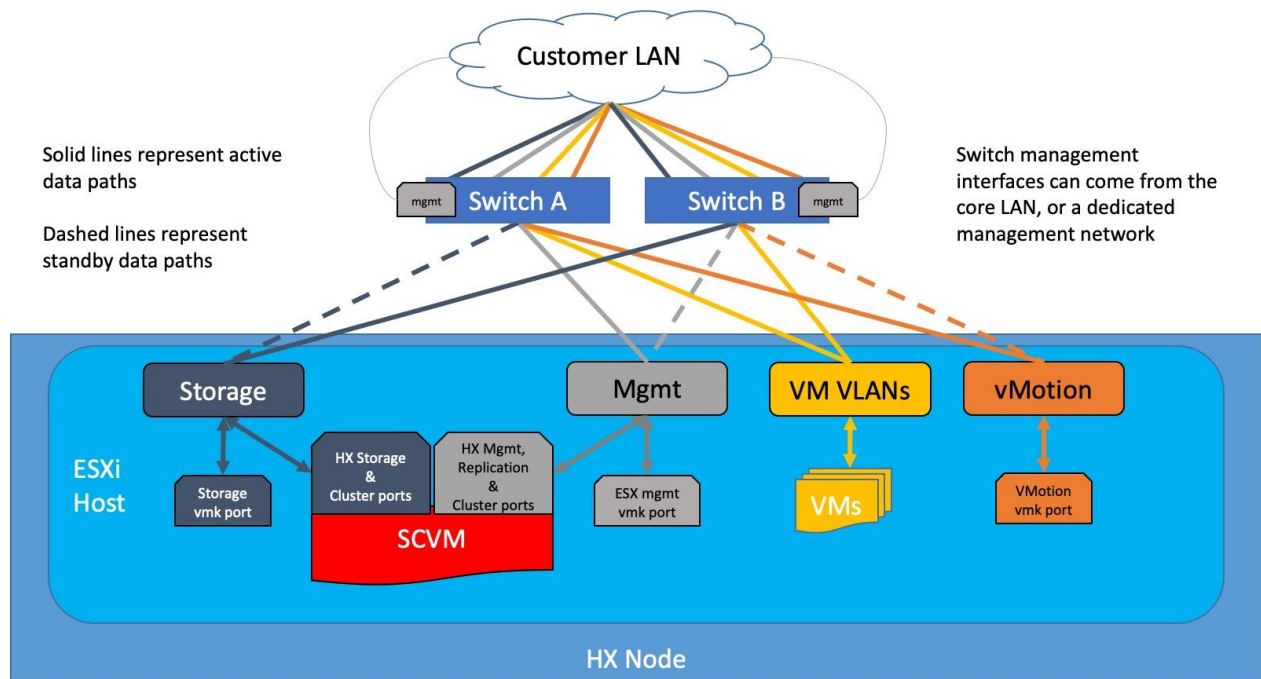 Customer LAN
Solid lines represent active
data paths
Dashed lines represent
standby data paths
Switch management
interfaces can come from the
core LAN, or a dedicated
management network
mgmt
Switch A
Switch B
mgmt
Storage
Mgmt
VM VLANs
vMotion
ESXi
Host
Storage
vmk port
HX Storage
&
Cluster ports
HX Mgmt,
Replication
&
Cluster ports
SCVM
ESX mgmt
vmk port
VMs
VMotion
vmk port
HX Node